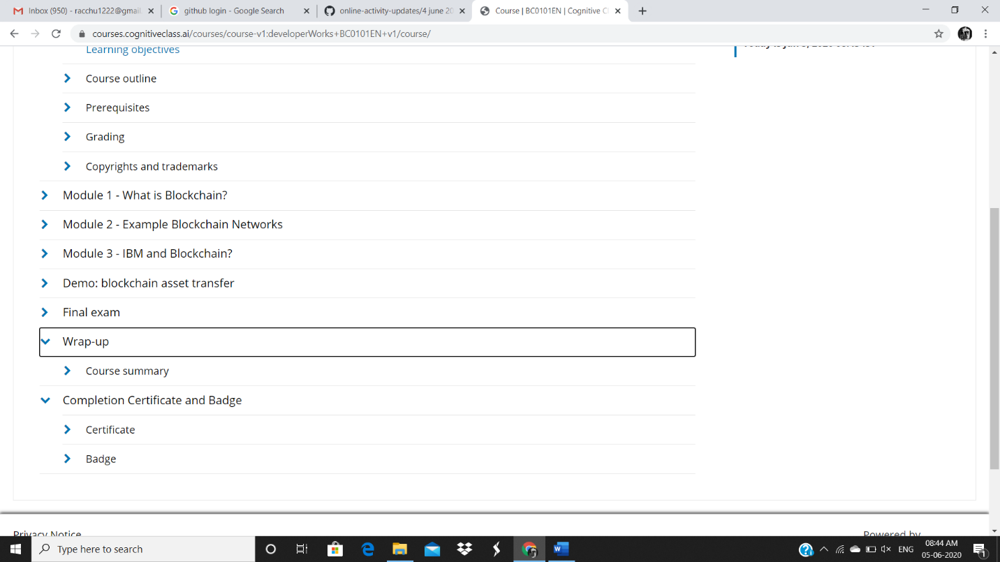 Inbox (950) - racchu1222@gmail.
github login - Google Search
online-activity-updates/4 june 20
Course | BC0101EN | Cognitive Cl
courses.cognitiveclass.ai/courses/course-v1:developerWorks+BC0101EN+v1/course/
Learning objectives
Course outline
Prerequisites
Grading
Copyrights and trademarks
Module 1 - What is Blockchain?
Module 2 - Example Blockchain Networks
Module 3 - IBM and Blockchain?
Demo: blockchain asset transfer
Final exam
Wrap-up
Course summary
Completion Certificate and Badge
Certificate
Badge
Privacy Notice
Powered by
Type here to search
ENG
08:44 AM
05-06-2020
1